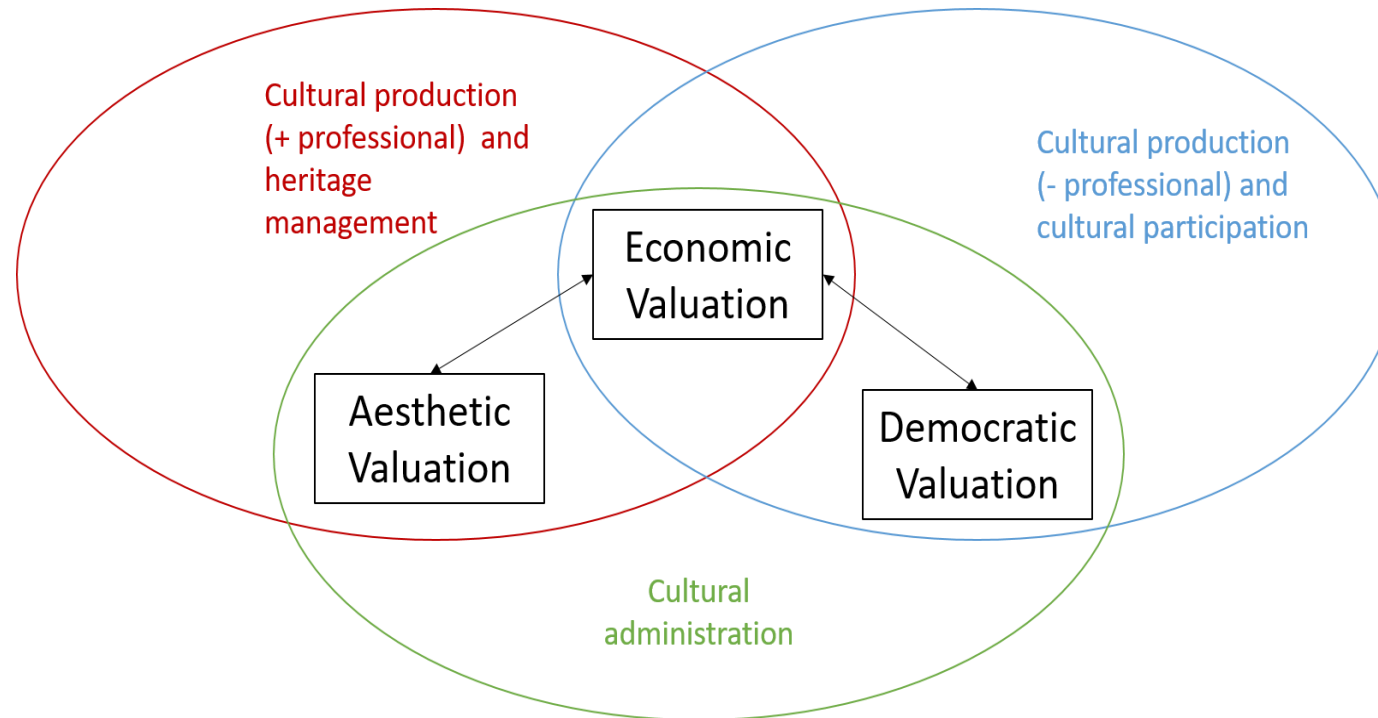 Cultural production
(+ professional)  and
heritage
management
Cultural production
(- professional) and
cultural participation
Economic
Valuation
Aesthetic
Valuation
Democratic
Valuation
Cultural
administration